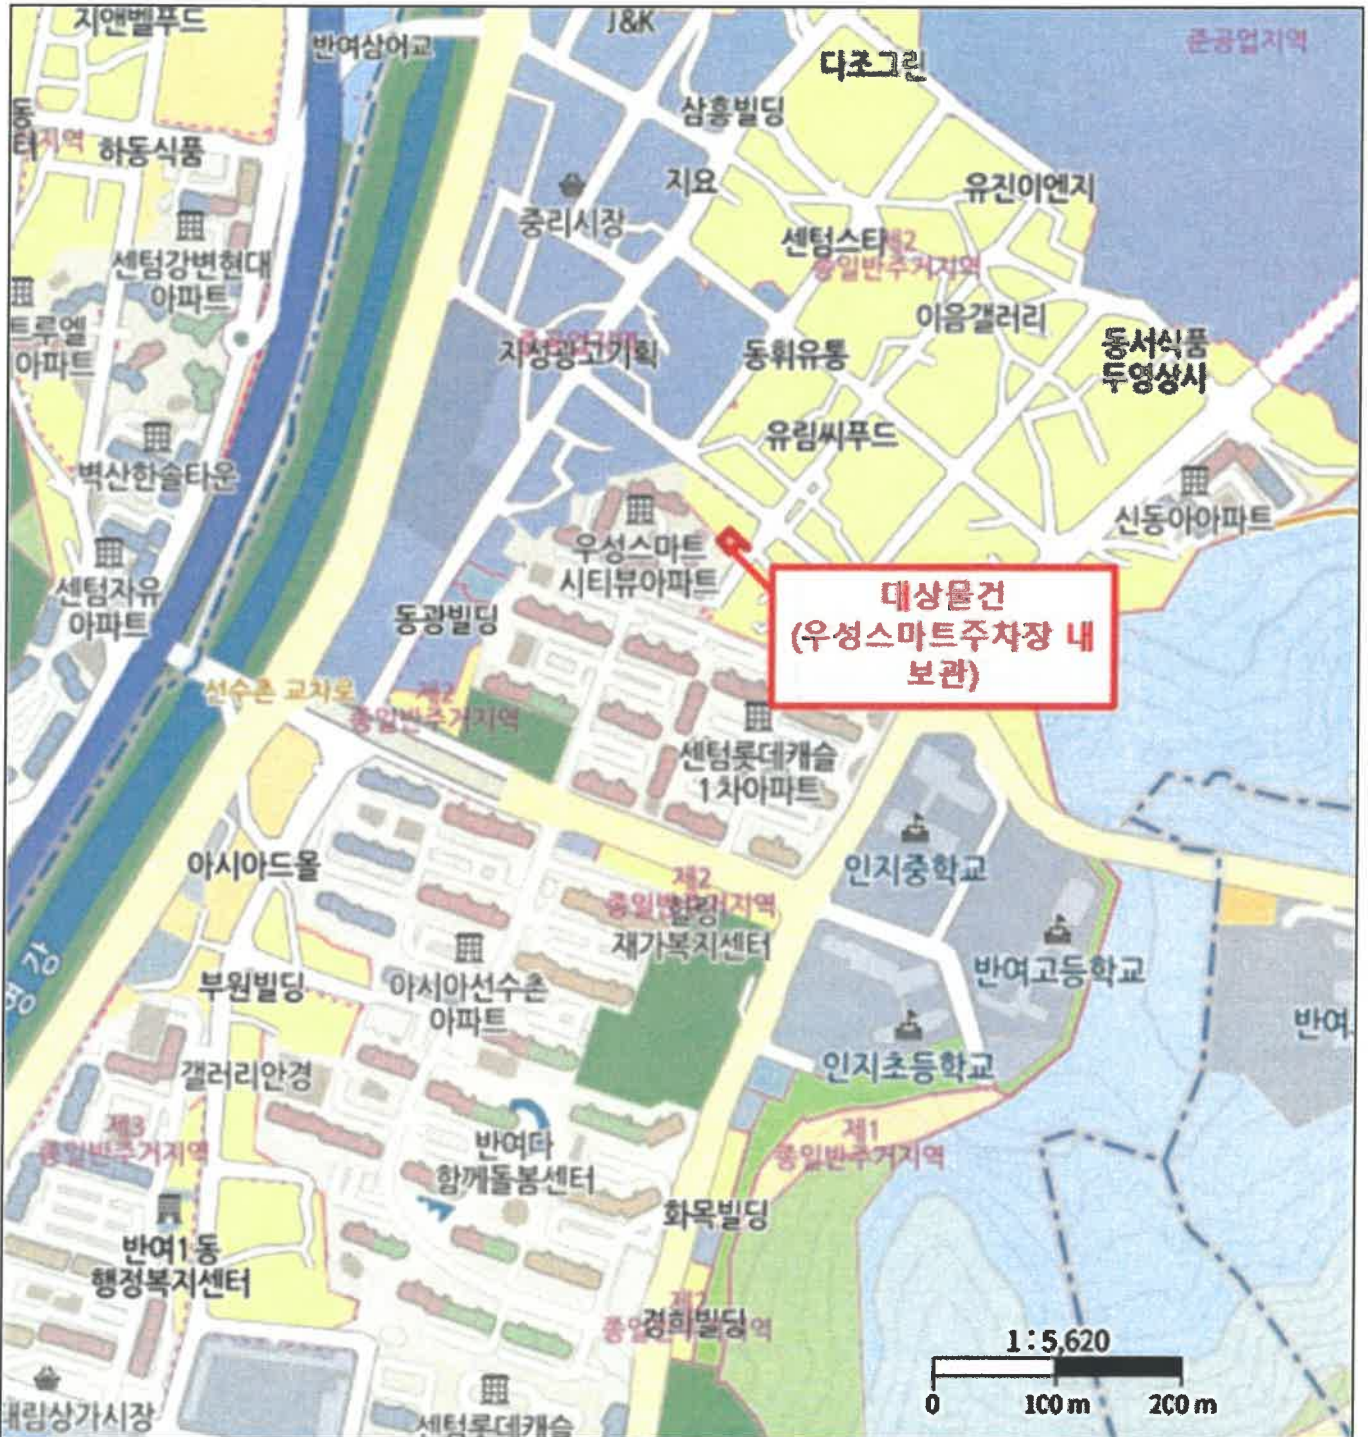 지앤벨푸드
반여삼어교
J&K
다조그린
준공업지역
삼흥빌딩
하동식품
지역
지요
유진이엔지
중리시장
센텀스타
제2
종일반주거지역
센텀강변현대
아파트
이음갤러리
트루엘
아파트
지성광고기획
동휘유통
동서식품
두영상사
유림씨푸드
벽산한솔타운
신동아아파트
우성스마트
시티뷰아파트
센텀자유
아파트
동광빌딩
대상물건
(우성스마트주차장 내
보관)
선수촌 교차로
제2
종일반주거지역
센텀롯데캐슬
1차아파트
아시아드몰
인지중학교
제2
종일반주거지역
재가복지센터
강
부원빌딩
아시아선수촌
아파트
반여고등학교
반여
갤러리안경
인지초등학교
제3
종일반주거지역
반여다
함께돌봄센터
제1
종일반주거지역
화목빌딩
반여1동
행정복지센터
제2
경희빌딩
1:5,620
0 100m 200m
대림상가시장
센텀롯데캐슬